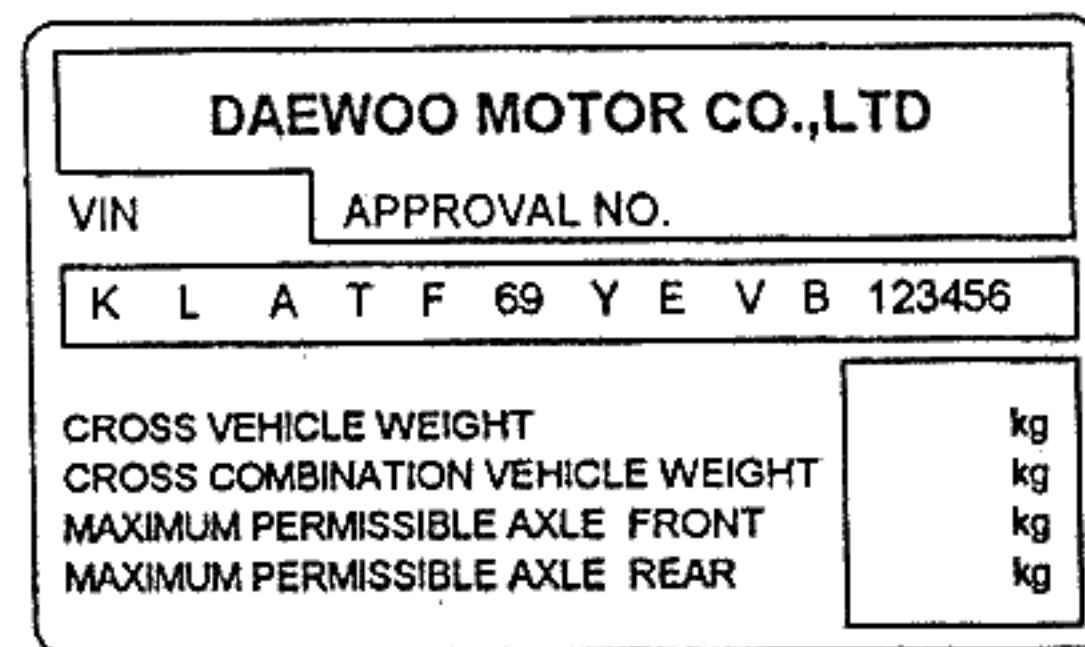 DAEWOO MOTOR CO.,LTD
VIN APPROVAL NO.
K L A T F 69 Y E V B 123456
CROSS VEHICLE WEIGHT kg
CROSS COMBINATION VEHICLE WEIGHT kg
MAXIMUM PERMISSIBLE AXLE FRONT kg
MAXIMUM PERMISSIBLE AXLE REAR kg